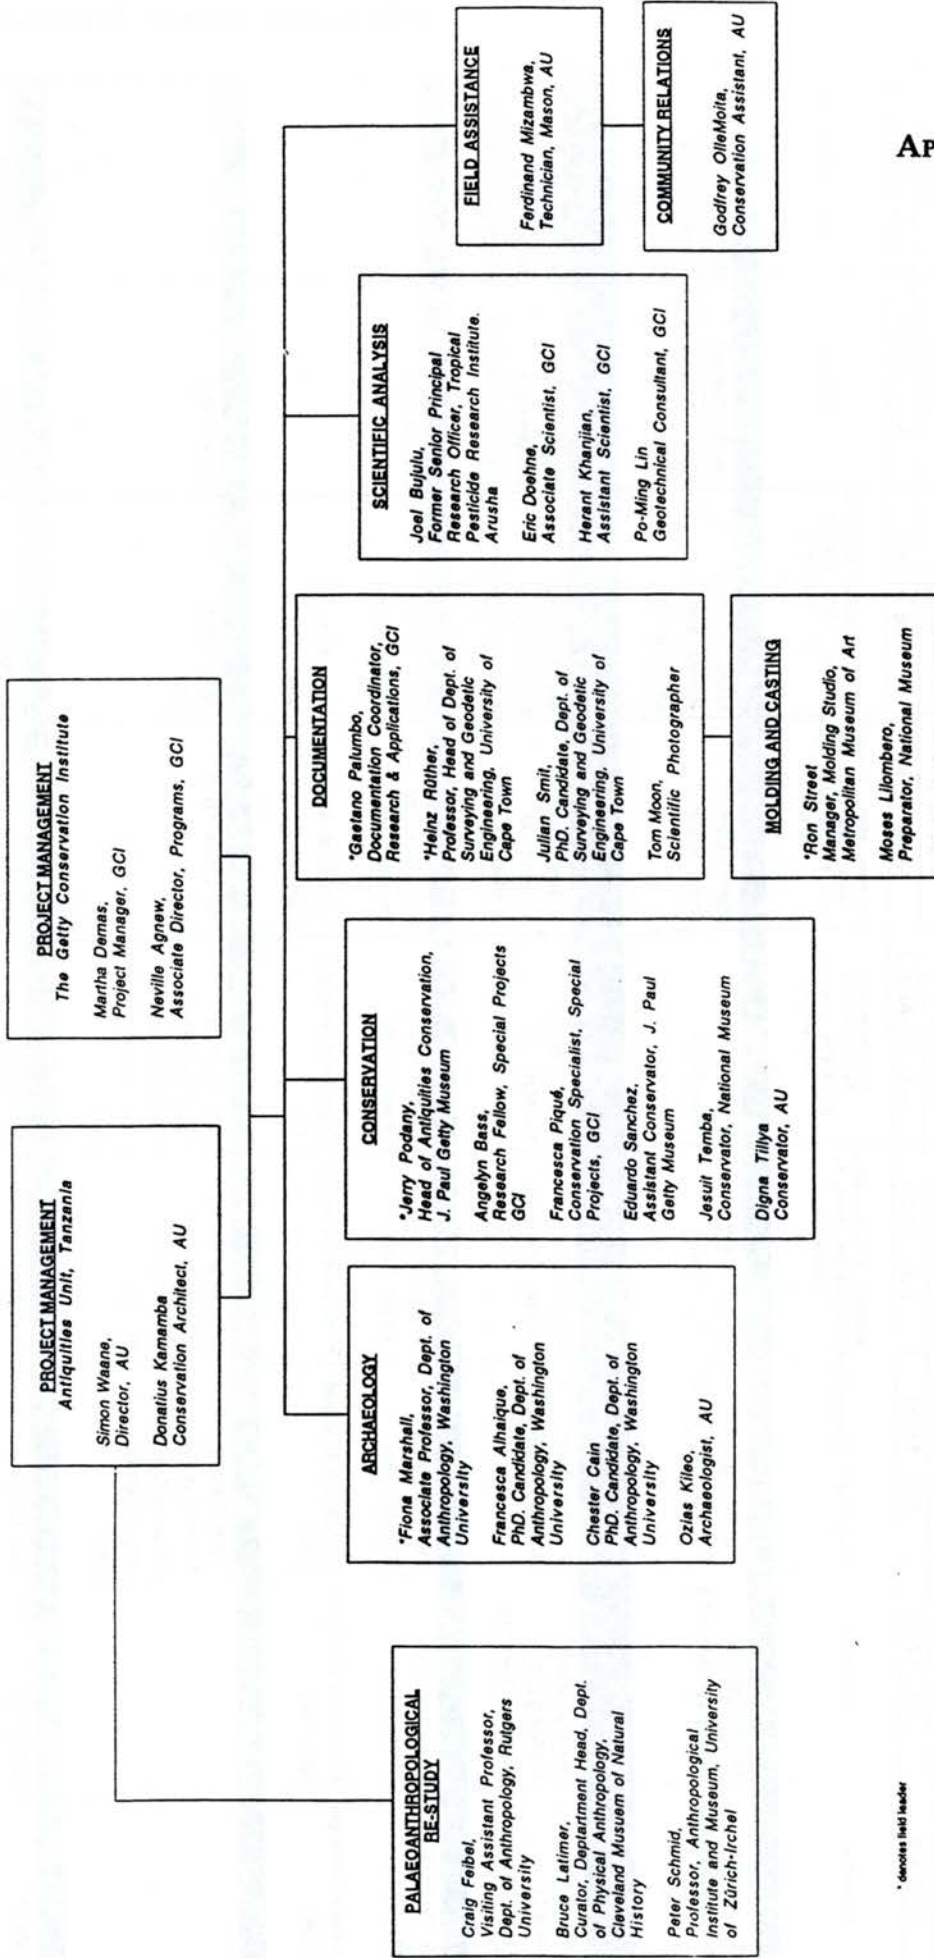 PROJECT MANAGEMENT
Antiquities Unit, Tanzania
Simon Waane,
Director, AU
Donatius Kamamba
Conservation Architect, AU
PROJECT MANAGEMENT
The Getty Conservation Institute
Martha Demas,
Project Manager, GCI
Neville Agnew,
Associate Director, Programs, GCI
PALAEOANTHROPOLOGICAL
RE-STUDY
Craig Feibel,
Visiting Assistant Professor,
Dept. of Anthropology, Rutgers
University
Bruce Latimer,
Curator, Deptartment Head, Dept.
of Physical Anthropology,
Cleveland Musuem of Natural
History
Peter Schmid,
Professor, Anthropological
Institute and Museum, University
of Zürich-Irchel
ARCHAEOLOGY
*Fiona Marshall,
Associate Professor, Dept. of
Anthropology, Washington
University
Francesca Alhaique,
PhD. Candidate, Dept. of
Anthropology, Washington
University
Chester Cain
PhD. Candidate, Dept. of
Anthropology, Washington
University
Ozias Kileo,
Archaeologist, AU
CONSERVATION
*Jerry Podany,
Head of Antiquities Conservation,
J. Paul Getty Museum
Angelyn Bass,
Research Fellow, Special Projects
GCI
Francesca Piqué,
Conservation Specialist, Special
Projects, GCI
Eduardo Sanchez,
Assistant Conservator, J. Paul
Getty Museum
Jesuit Temba,
Conservator, National Museum
Digna Tillya
Conservator, AU
DOCUMENTATION
*Gaetano Palumbo,
Documentation Coordinator,
Research & Applications, GCI
*Heinz Rüther,
Professor, Head of Dept. of
Surveying and Geodetic
Engineering, University of
Cape Town
Julian Smit,
PhD. Candidate, Dept. of
Surveying and Geodetic
Engineering, University of
Cape Town
Tom Moon,
Scientific Photographer
MOLDING AND CASTING
*Ron Street
Manager, Molding Studio,
Metropolitan Museum of Art
Moses Lilombero,
Preparator, National Museum
SCIENTIFIC ANALYSIS
Joel Bujulu,
Former Senior Principal
Research Officer, Tropical
Pesticide Research Institute.
Arusha
Eric Doehne,
Associate Scientist, GCI
Herant Khanjian,
Assistant Scientist, GCI
Po-Ming Lin
Geotechnical Consultant, GCI
FIELD ASSISTANCE
Ferdinand Mizambwa,
Technician, Mason, AU
COMMUNITY RELATIONS
Godfrey OlleMoita,
Conservation Assistant, AU
* denotes field leader
AP